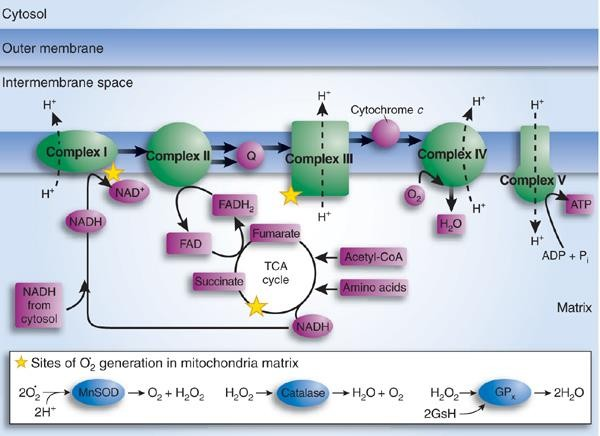 Cytosol
Outer membrane
Intermembrane space
H⁺
H⁺
Cytochrome c
H⁺
H⁺
Complex I
Complex II
Q
Complex III
Complex IV
Complex V
H⁺
NAD⁺
NADH
FADH₂
FAD
H⁺
O₂
H₂O
H⁺
H⁺
ATP
ADP + Pᵢ
Fumarate
TCA
cycle
Succinate
Acetyl-CoA
Amino acids
NADH
NADH
from
cytosol
Matrix
Sites of O₂̇⁻ generation in mitochondria matrix
2O₂̇⁻
2H⁺
MnSOD
O₂ + H₂O₂
H₂O₂
Catalase
H₂O + O₂
H₂O₂
2GsH
GPₓ
2H₂O